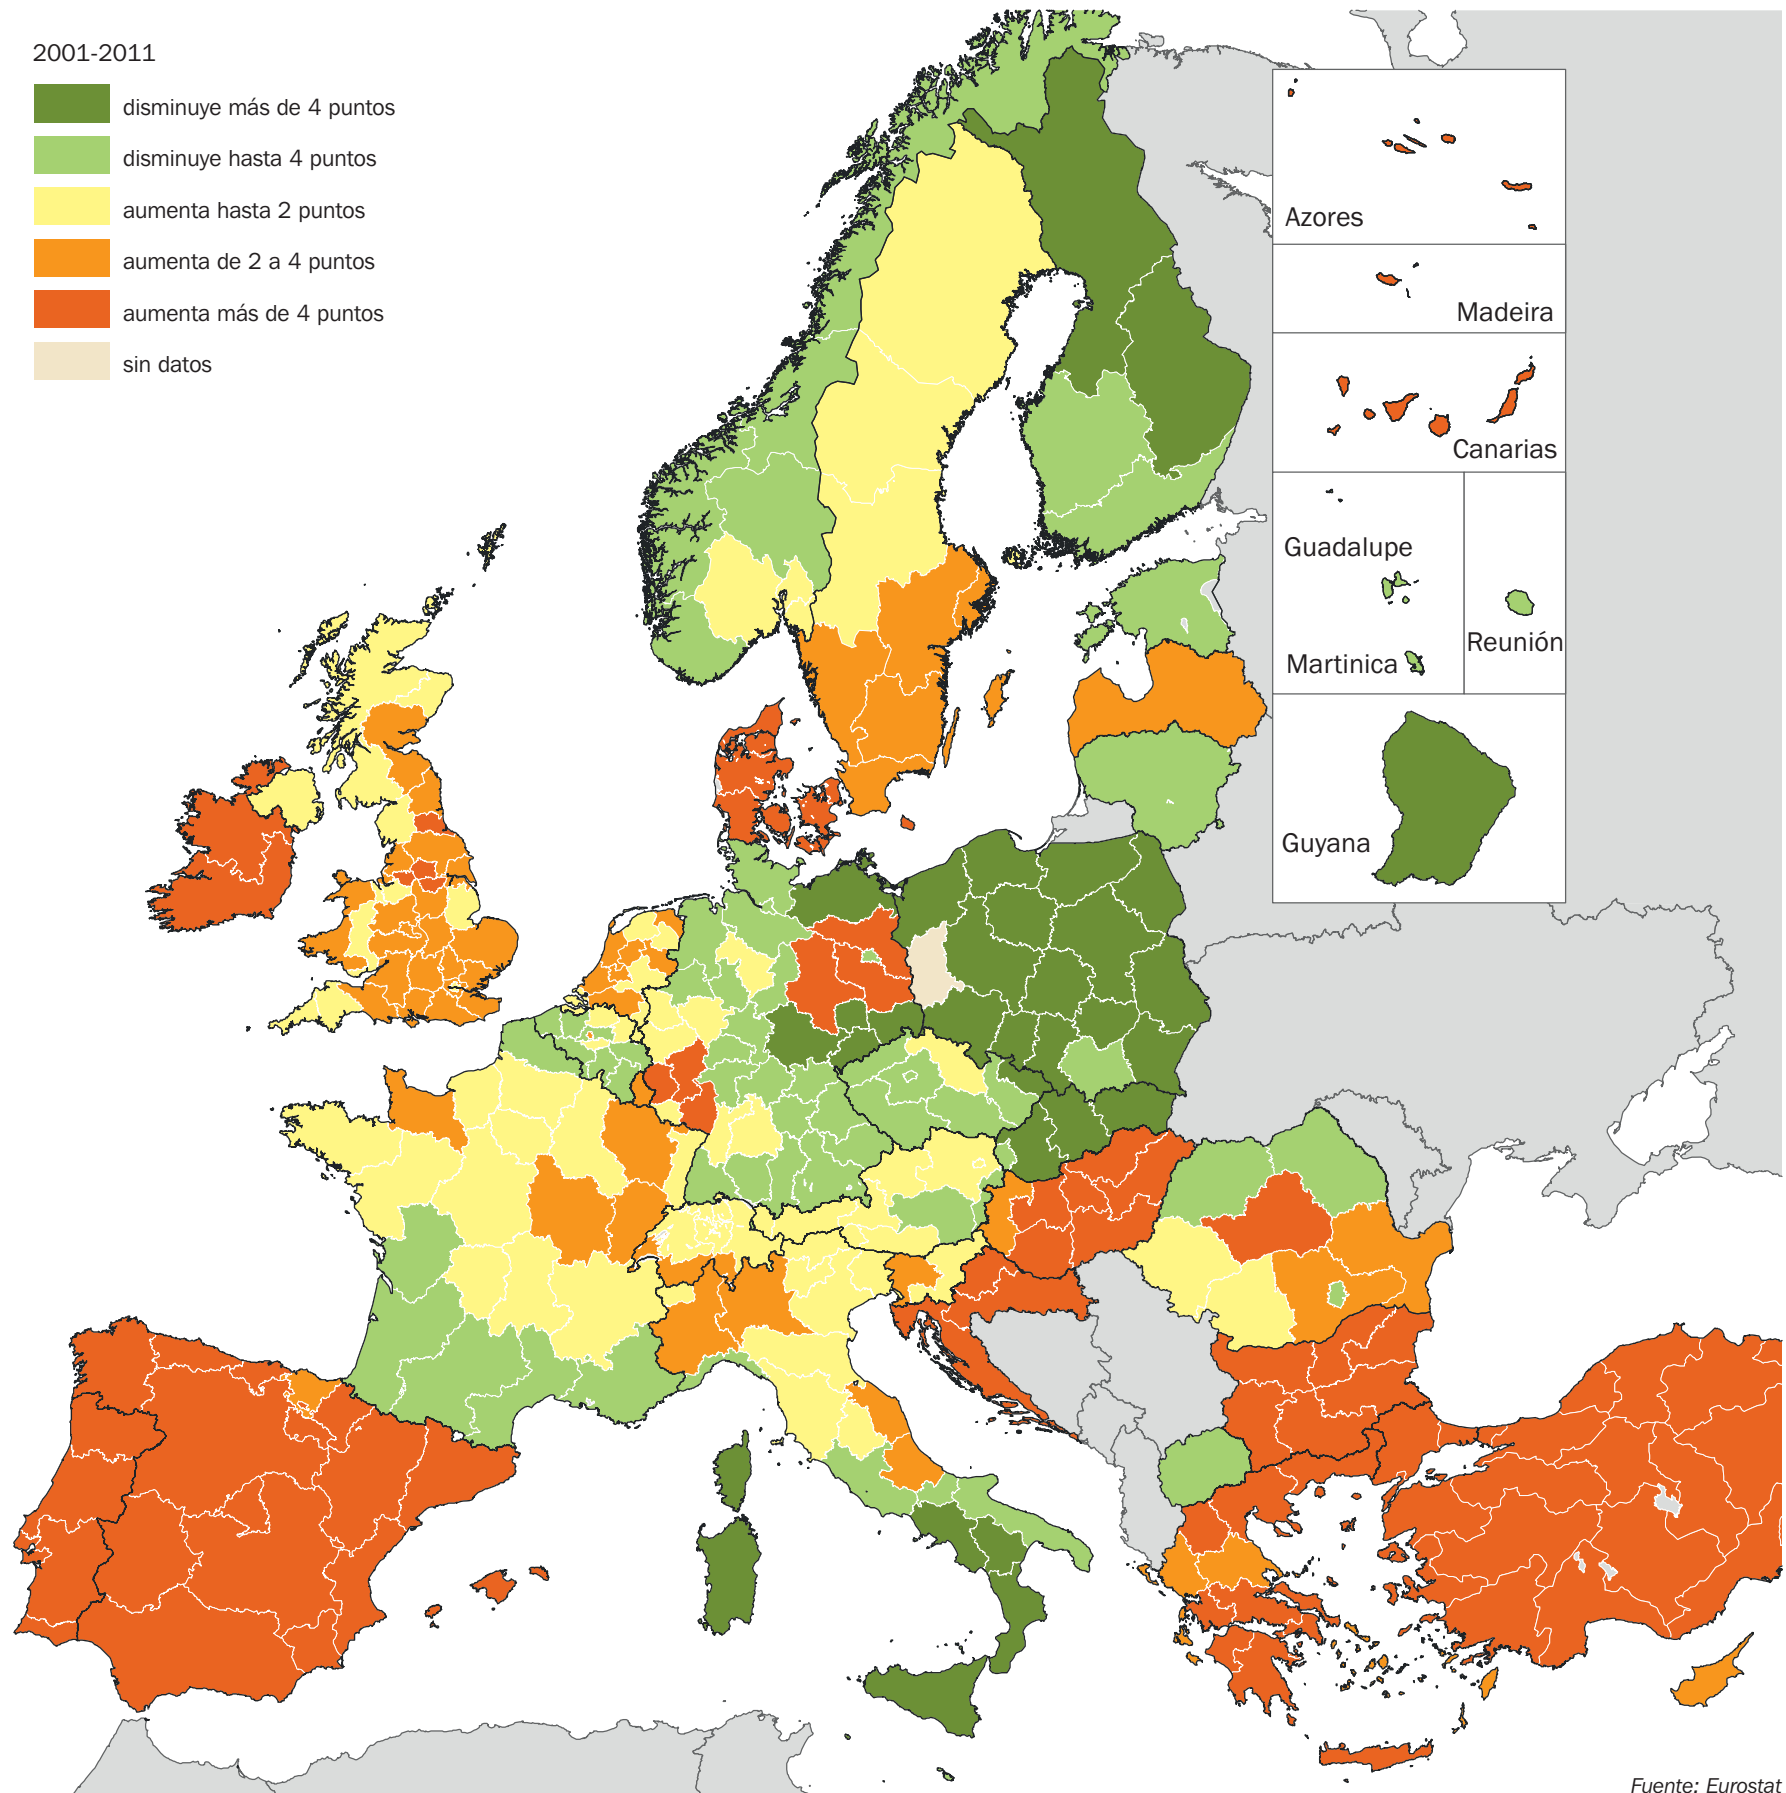 2001-2011
disminuye más de 4 puntos
disminuye hasta 4 puntos
aumenta hasta 2 puntos
aumenta de 2 a 4 puntos
aumenta más de 4 puntos
sin datos
Azores
Madeira
Canarias
Guadalupe
Reunión
Martinica
Guyana
Fuente: Eurostat